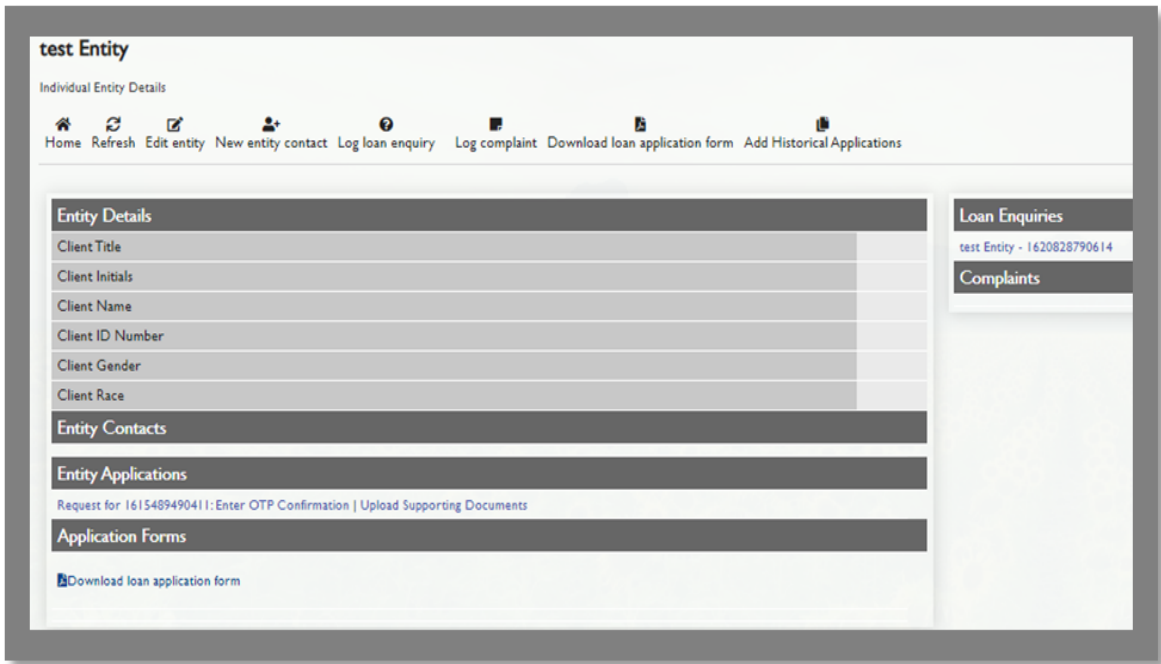 test Entity
Individual Entity Details
Home Refresh Edit entity New entity contact Log loan enquiry Log complaint Download loan application form Add Historical Applications
Entity Details
Client Title
Client Initials
Client Name
Client ID Number
Client Gender
Client Race
Entity Contacts
Entity Applications
Request for 1615489490411: Enter OTP Confirmation | Upload Supporting Documents
Application Forms
Download loan application form
Loan Enquiries
test Entity - 1620828790614
Complaints